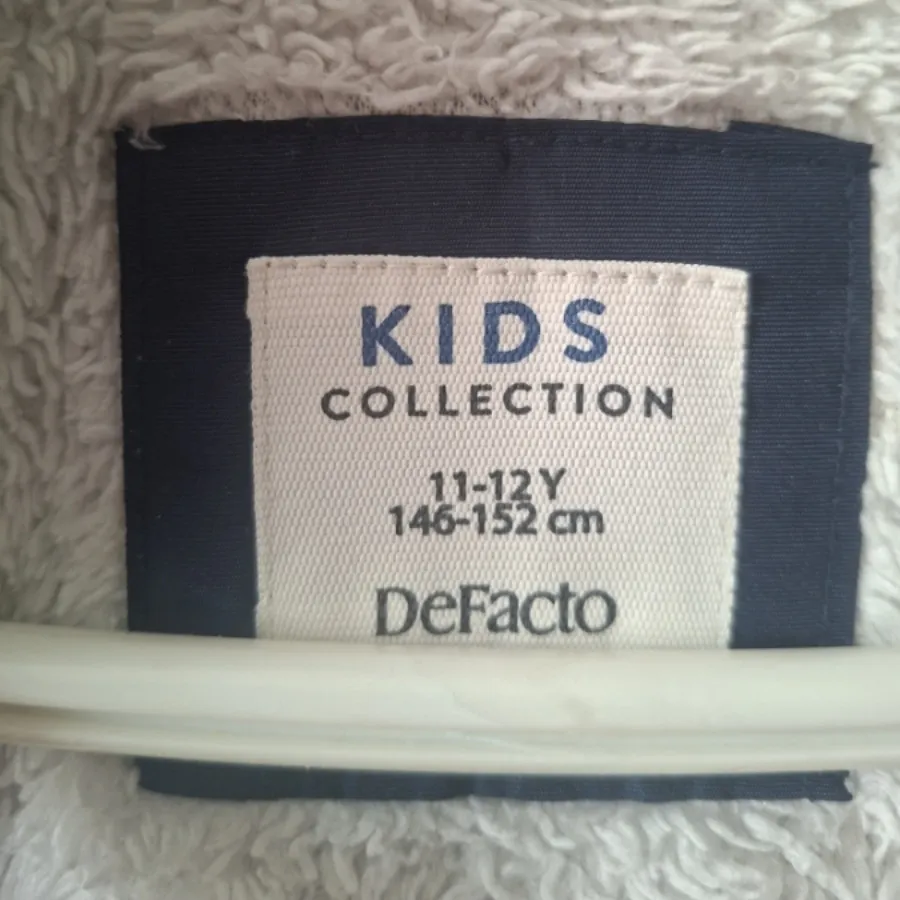 KIDS
COLLECTION
11-12 Y
146-152 cm
DeFacto